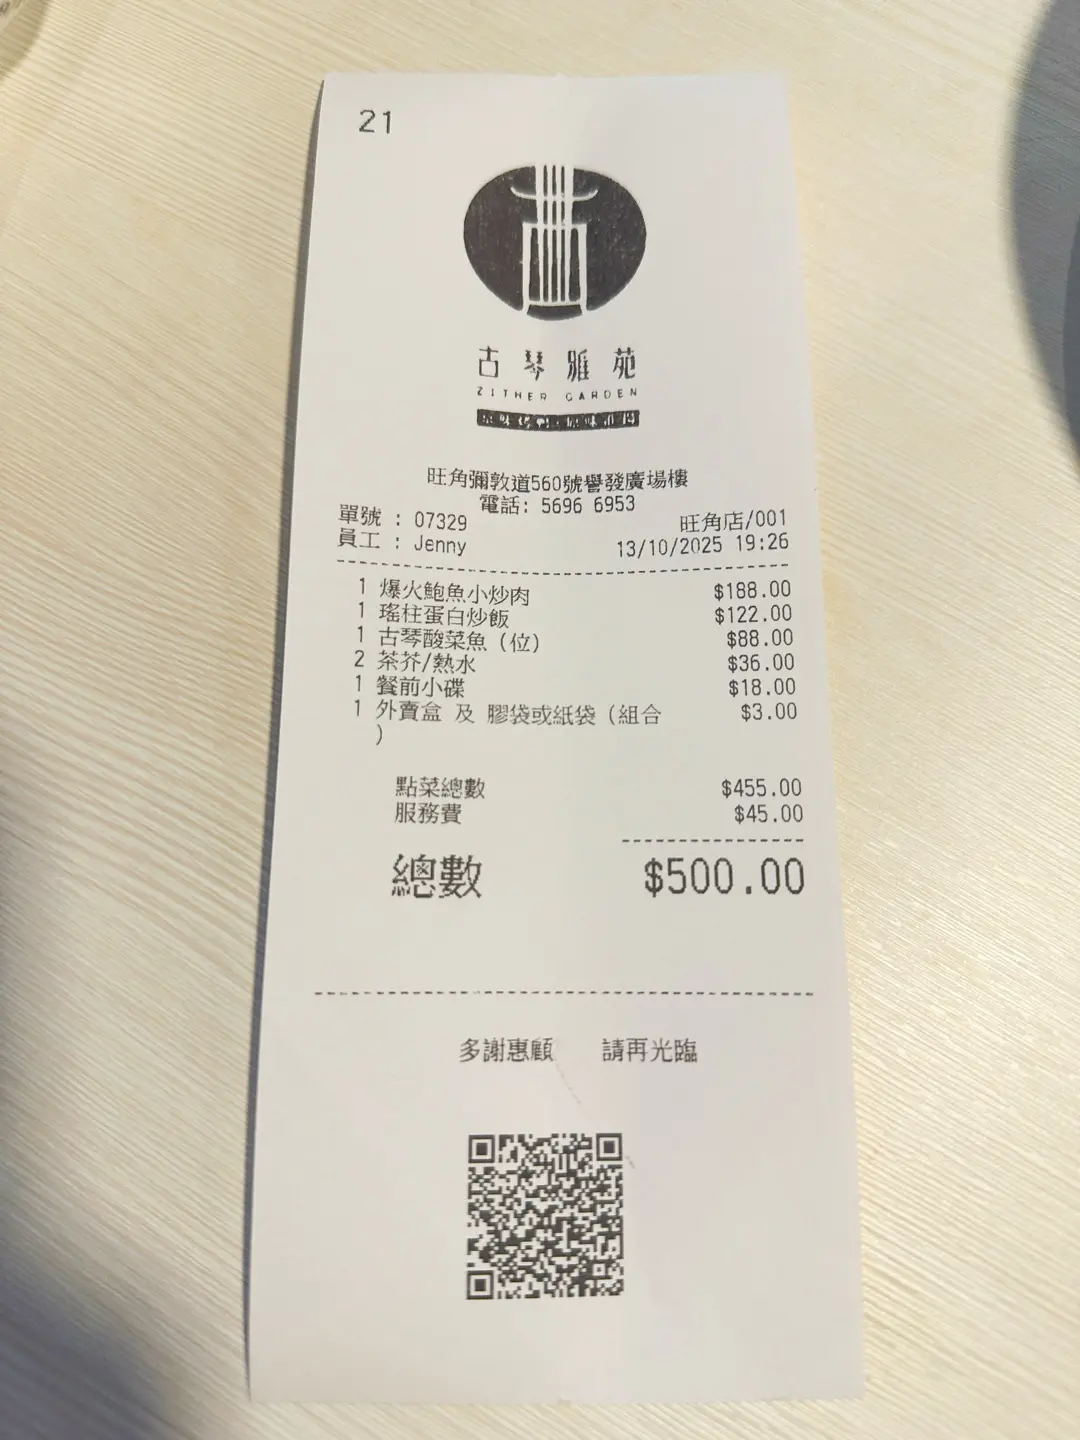 21
古琴雅苑
ZITHER GARDEN
旺角彌敦道560號譽發廣場樓
電話: 5696 6953
單號 : 07329 旺角店/001
員工 : Jenny 13/10/2025 19:26
1 爆火鮑魚小炒肉 $188.00
1 瑤柱蛋白炒飯 $122.00
1 古琴酸菜魚（位） $88.00
2 茶芥/熱水 $36.00
1 餐前小碟 $18.00
1 外賣盒 及 膠袋或紙袋（組合 $3.00
）
點菜總數 $455.00
服務費 $45.00
總數 $500.00
多謝惠顧 請再光臨